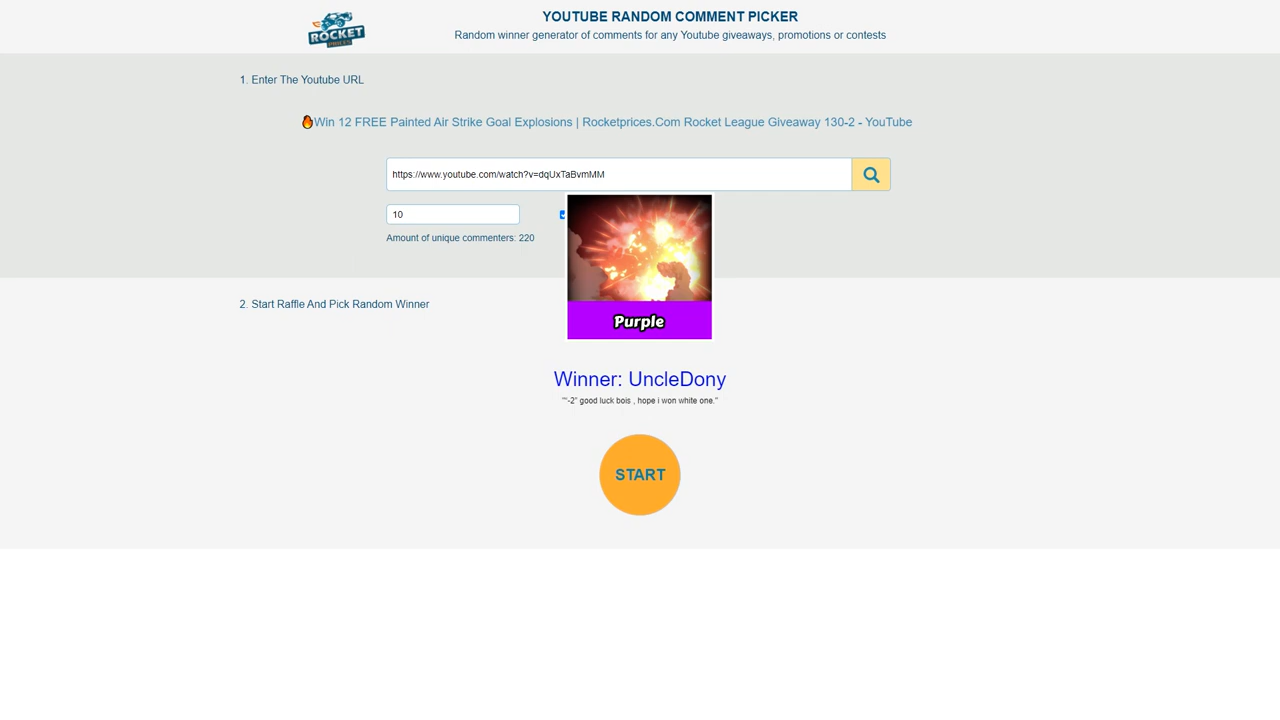 YOUTUBE RANDOM COMMENT PICKER
ROCKET
PRICES
Random winner generator of comments for any Youtube giveaways, promotions or contests
1. Enter The Youtube URL
Win 12 FREE Painted Air Strike Goal Explosions | Rocketprices.Com Rocket League Giveaway 130-2 - YouTube
https://www.youtube.com/watch?v=dqUxTaBvmMM
10
Amount of unique commenters: 220
2. Start Raffle And Pick Random Winner
Purple
Winner: UncleDony
"“-2” good luck bois , hope i won white one."
START